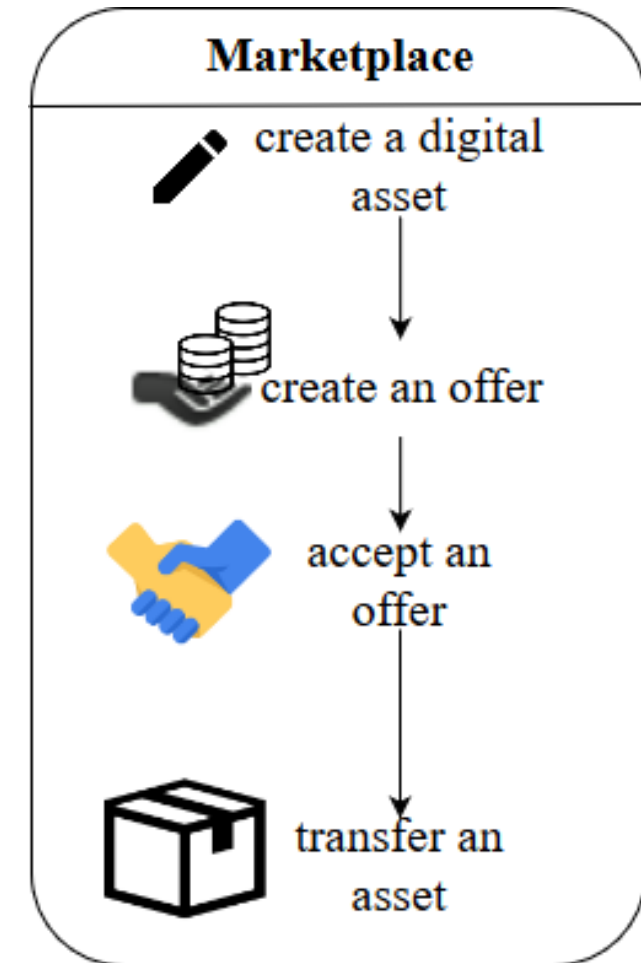 Marketplace
create a digital
asset
create an offer
accept an
offer
transfer an
asset